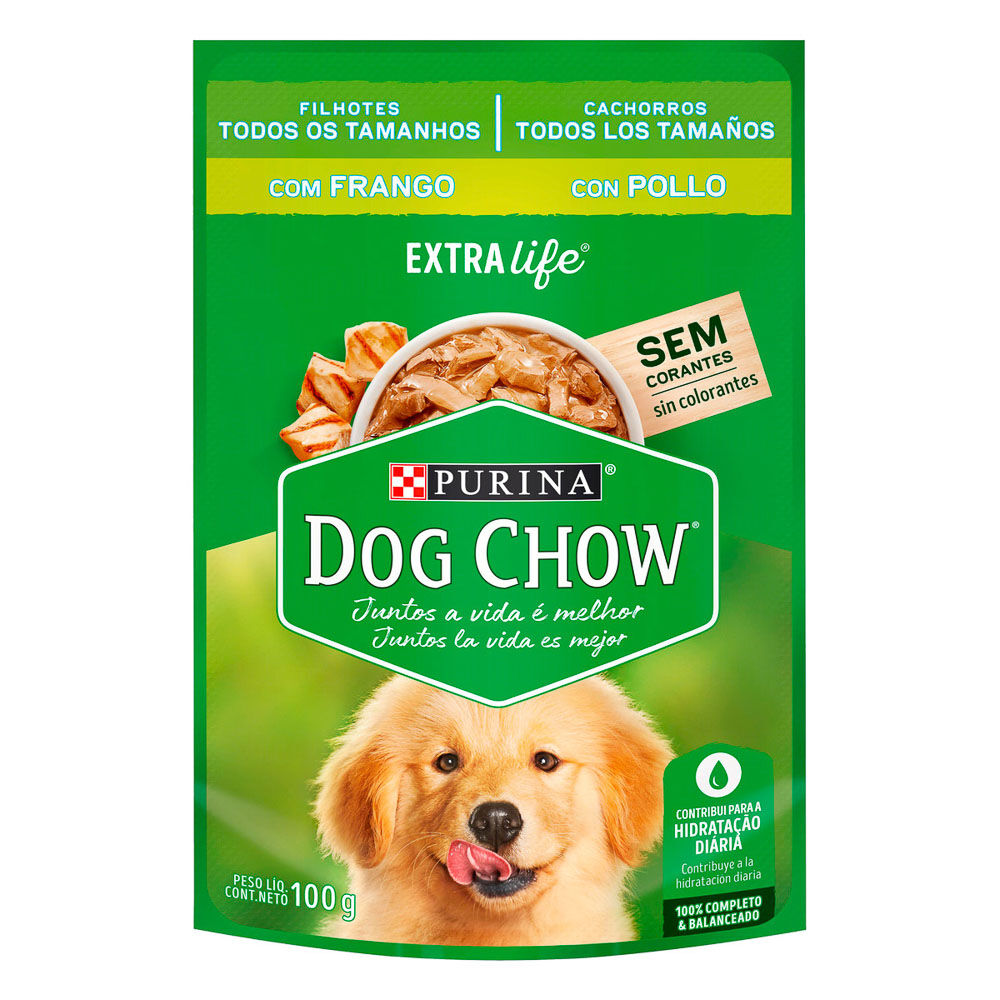 FILHOTES
TODOS OS TAMANHOS
CACHORROS
TODOS LOS TAMAÑOS
COM FRANGO
CON POLLO
EXTRA life®
SEM
CORANTES
sin colorantes
PURINA®
DOG CHOW®
Juntos a vida é melhor
Juntos la vida es mejor
CONTRIBUI PARA A
HIDRATAÇÃO
DIÁRIA
Contribuye a la
hidratacion diaria
100% COMPLETO
& BALANCEADO
PESO LÍQ.
CONT.NETO 100g